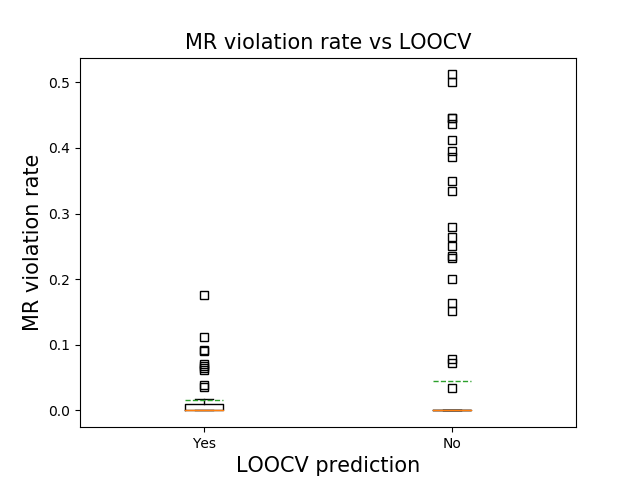 MR violation rate vs LOOCV
MR violation rate
0.5
0.4
0.3
0.2
0.1
0.0
Yes
No
LOOCV prediction